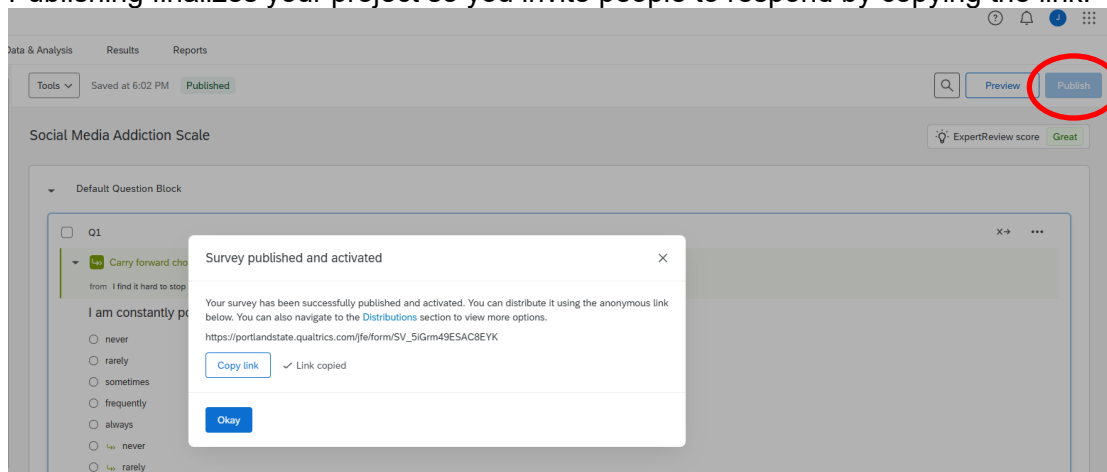 Publishing finalizes your project so you invite people to respond by copying the link.
Data & Analysis Results Reports
Tools Saved at 6:02 PM Published Preview Publish
Social Media Addiction Scale ExpertReview score Great
Default Question Block
Q1
Carry forward cho
from I find it hard to stop
I am constantly po
never
rarely
sometimes
frequently
always
never
rarely
Survey published and activated
Your survey has been successfully published and activated. You can distribute it using the anonymous link
below. You can also navigate to the Distributions section to view more options.
https://portlandstate.qualtrics.com/jfe/form/SV_5iGrm49ESAC8EYK
Copy link Link copied
Okay